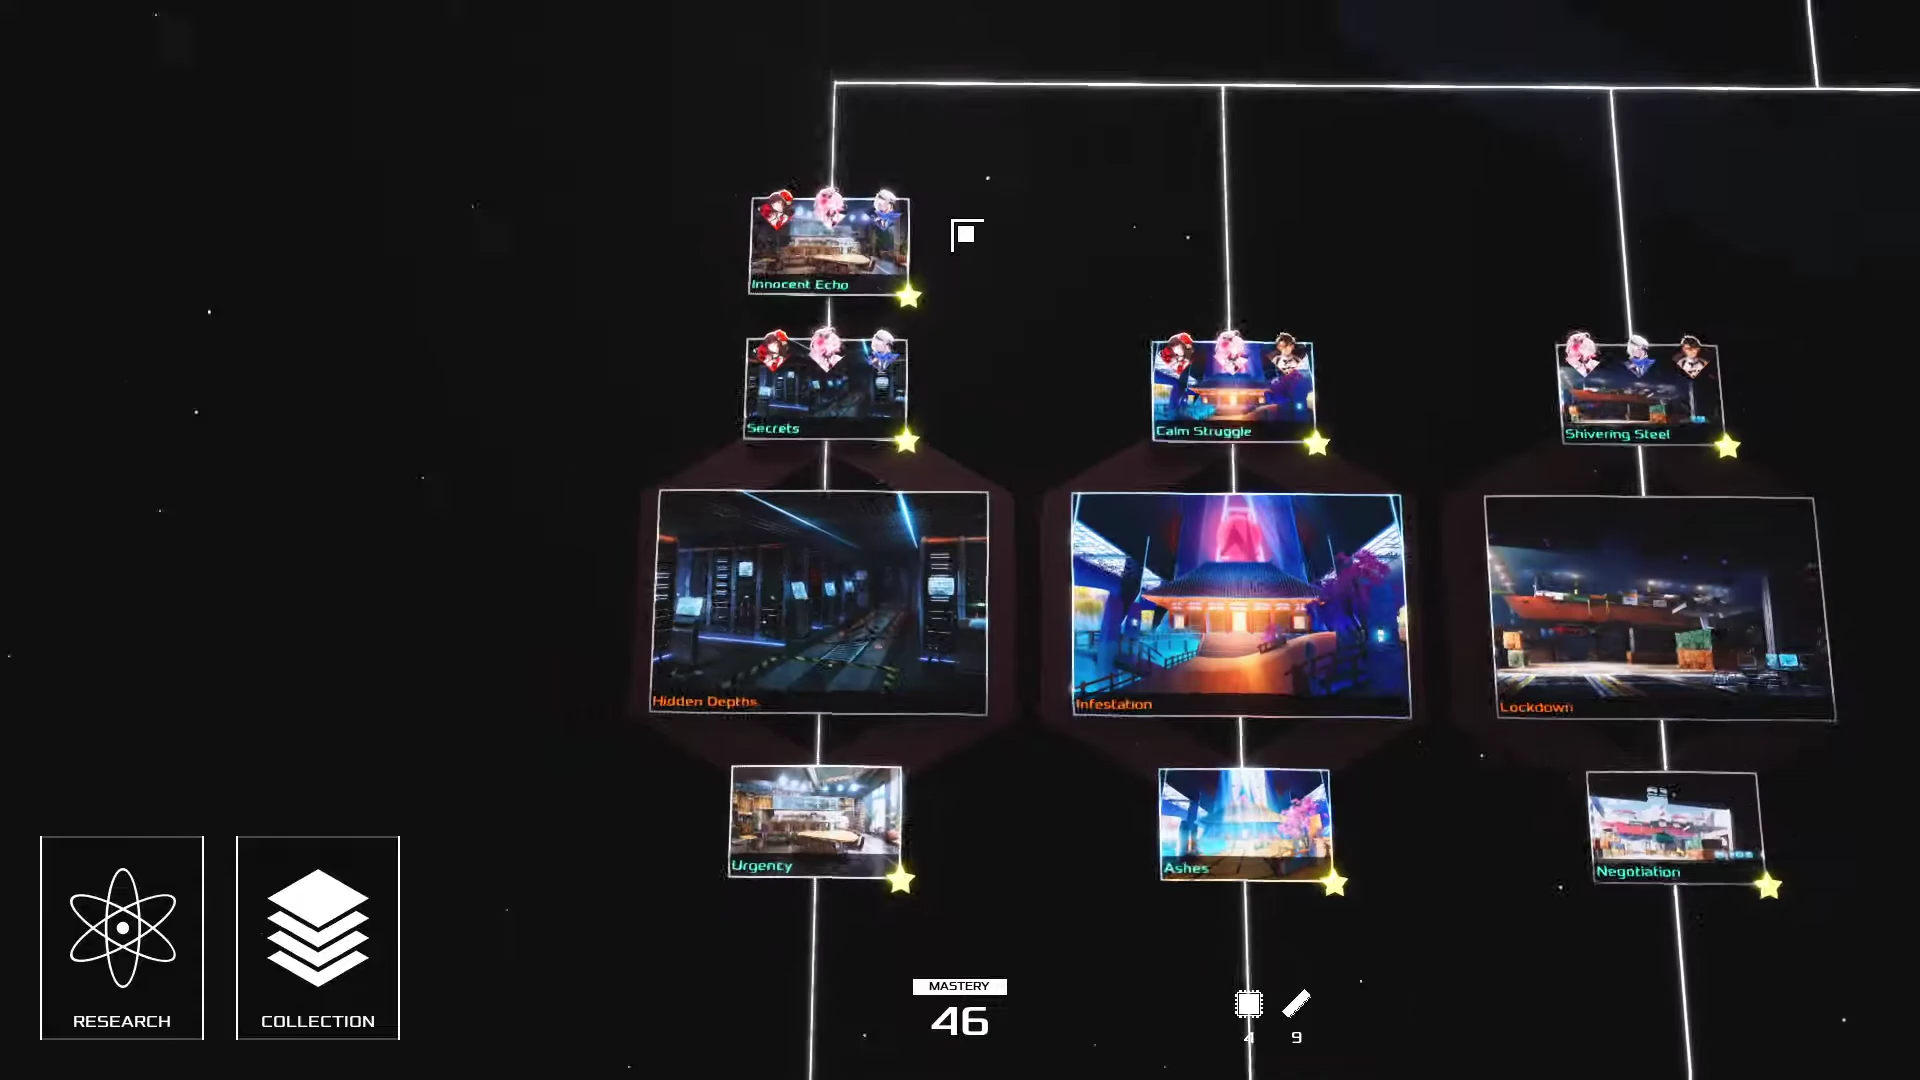 Innocent Echo
Secrets
Calm Struggle
Shivering Steel
Hidden Depths
Infestation
Lockdown
Urgency
Ashes
Negotiation
RESEARCH
COLLECTION
MASTERY
46
4
9